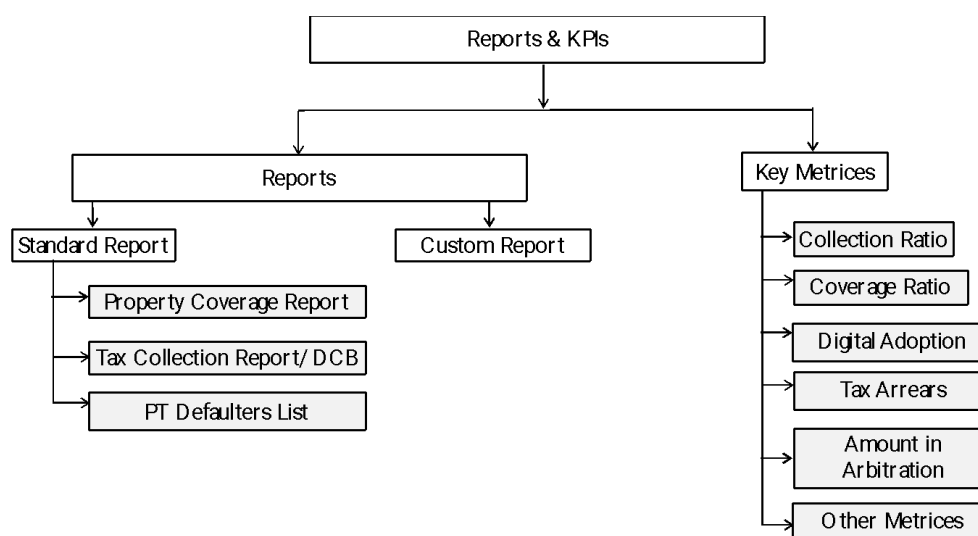 Reports & KPIs
Reports
Key Metrices
Standard Report
Custom Report
Property Coverage Report
Tax Collection Report/ DCB
PT Defaulters List
Collection Ratio
Coverage Ratio
Digital Adoption
Tax Arrears
Amount in
Arbitration
Other Metrices